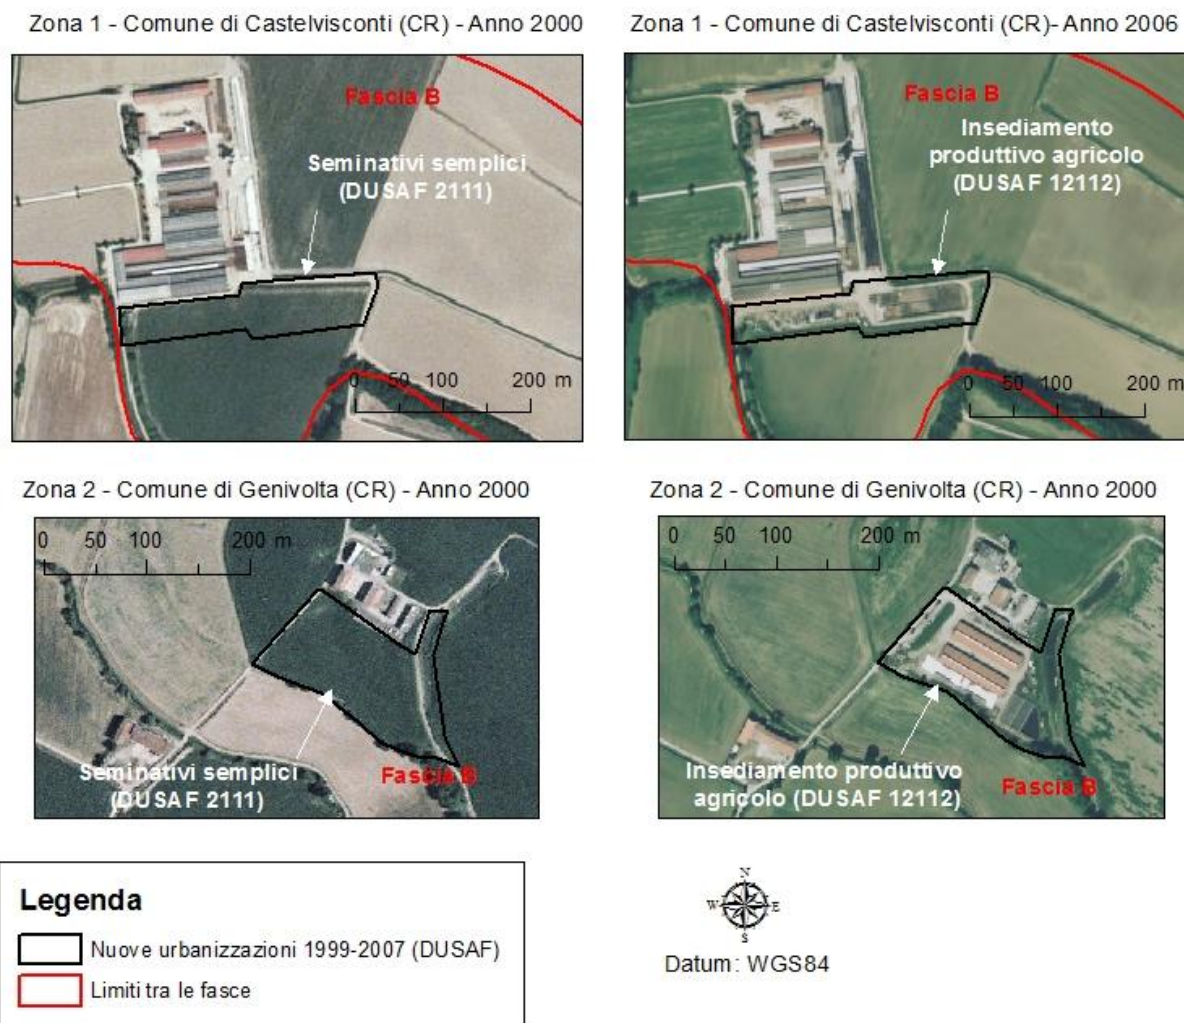 Zona 1 - Comune di Castelvisconti (CR) - Anno 2000
Zona 1 - Comune di Castelvisconti (CR)- Anno 2006
Fascia B
Seminativi semplici
(DUSAF 2111)
0 50 100 200 m
Fascia B
Insediamento
produttivo agricolo
(DUSAF 12112)
0 50 100 200 m
Zona 2 - Comune di Genivolta (CR) - Anno 2000
Zona 2 - Comune di Genivolta (CR) - Anno 2000
0 50 100 200 m
Seminativi semplici
(DUSAF 2111)
Fascia B
0 50 100 200 m
Insediamento produttivo
agricolo (DUSAF 12112)
Fascia B
Legenda
Nuove urbanizzazioni 1999-2007 (DUSAF)
Limiti tra le fasce
N
W E
S
Datum: WGS84